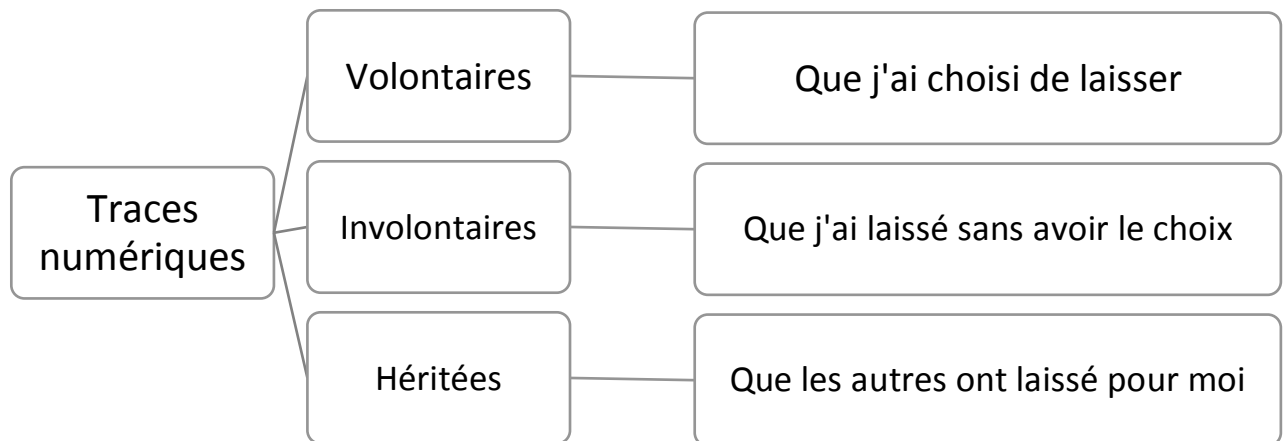 Traces
numériques
Volontaires
Que j'ai choisi de laisser
Involontaires
Que j'ai laissé sans avoir le choix
Héritées
Que les autres ont laissé pour moi